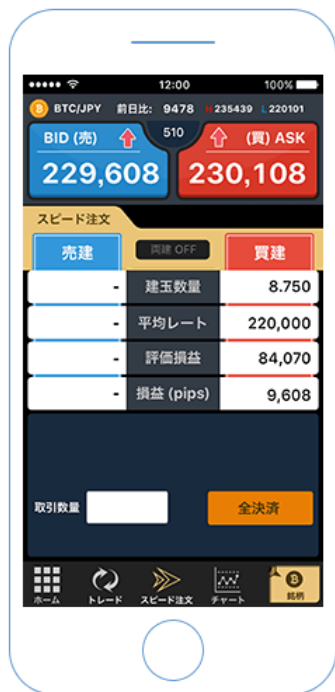 12:00 100%
BTC/JPY 前日比: 9478 H 235439 L 220101
BID (売) 510 (買) ASK
229,608 230,108
スピード注文
売建 両建 OFF 買建
- 建玉数量 8.750
- 平均レート 220,000
- 評価損益 84,070
- 損益 (pips) 9,608
取引数量 全決済
ホーム トレード スピード注文 チャート 銘柄